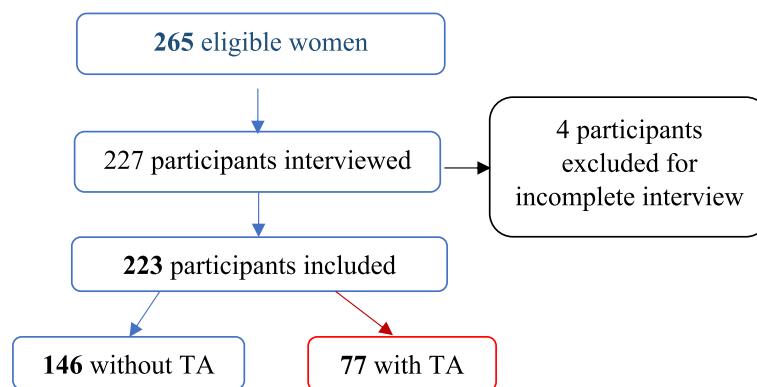 265 eligible women
227 participants interviewed
4 participants
excluded for
incomplete interview
223 participants included
146 without TA
77 with TA